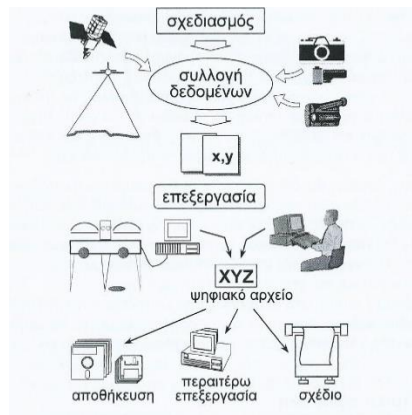 σχεδιασμός
συλλογή
δεδομένων
x,y
επεξεργασία
XYZ
ψηφιακό αρχείο
αποθήκευση
περαιτέρω
επεξεργασία
σχέδιο